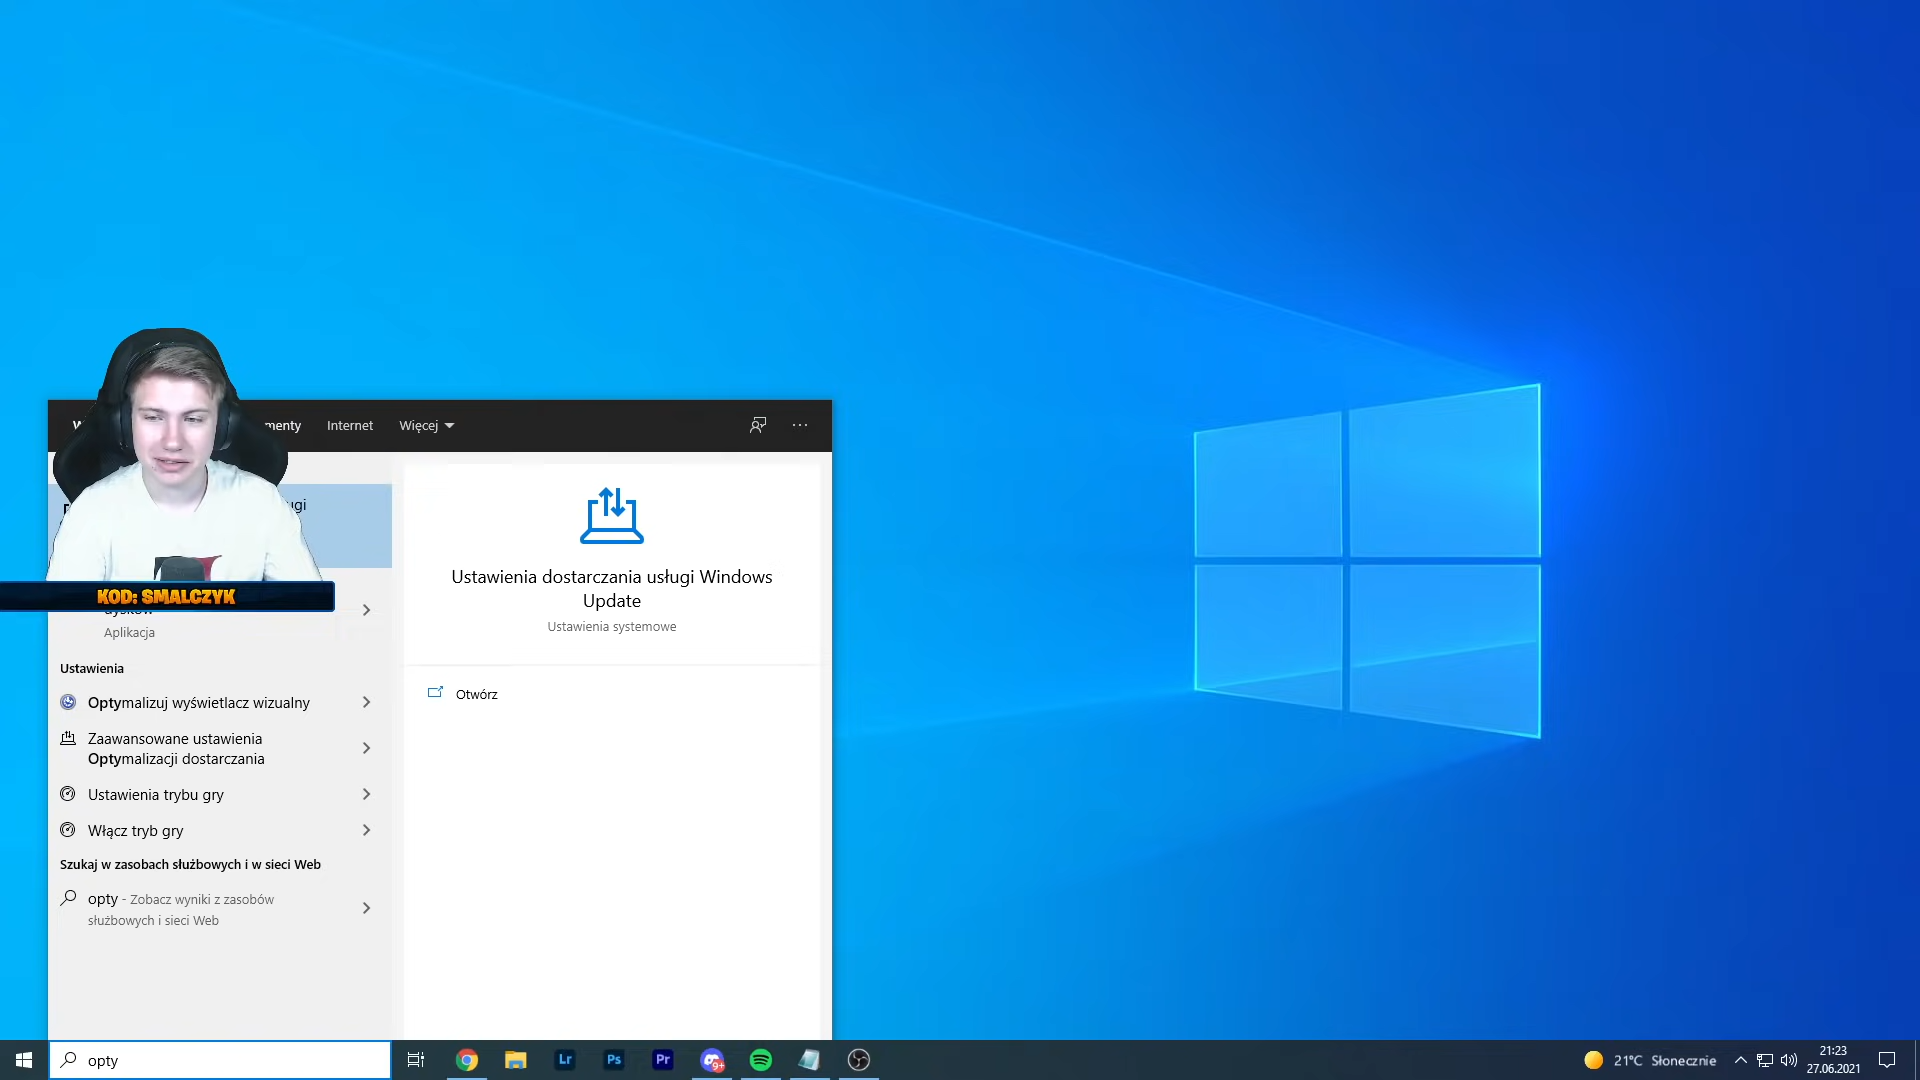 menty
Internet
Więcej
ugi
KOD: SMALCZYK
Aplikacja
Ustawienia
Optymalizuj wyświetlacz wizualny
Zaawansowane ustawienia
Optymalizacji dostarczania
Ustawienia trybu gry
Włącz tryb gry
Szukaj w zasobach służbowych i w sieci Web
opty - Zobacz wyniki z zasobów
służbowych i sieci Web
Ustawienia dostarczania usługi Windows
Update
Ustawienia systemowe
Otwórz
opty
Lr
Ps
Pr
9+
21°C Słonecznie
21:23
27.06.2021